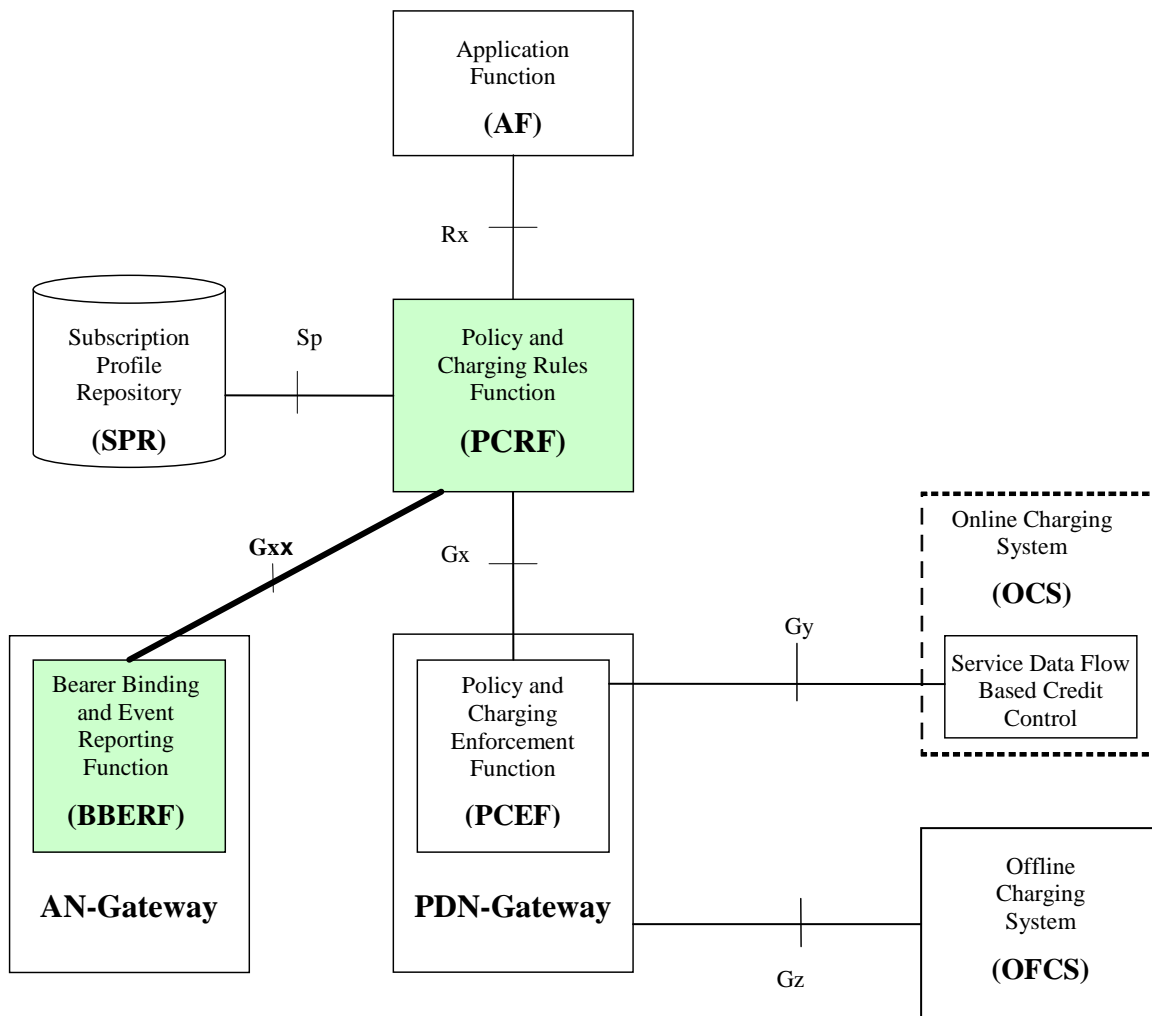 Application
Function
(AF)
Rx
Subscription
Profile
Repository
(SPR)
Sp
Policy and
Charging Rules
Function
(PCRF)
Gxx
Gx
Online Charging
System
(OCS)
Service Data Flow
Based Credit
Control
Gy
Bearer Binding
and Event
Reporting
Function
(BBERF)
AN-Gateway
Policy and
Charging
Enforcement
Function
(PCEF)
PDN-Gateway
Offline
Charging
System
(OFCS)
Gz